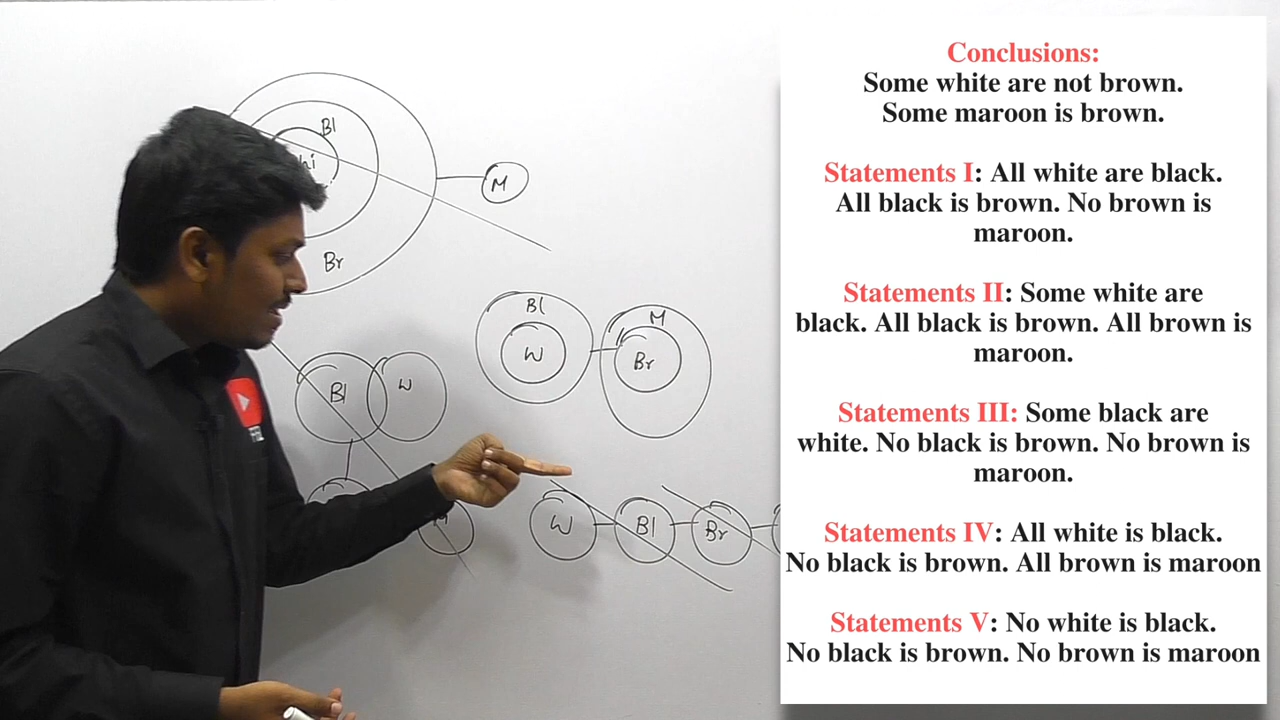 Conclusions:
Some white are not brown.
Some maroon is brown.
Statements I: All white are black.
All black is brown. No brown is
maroon.
Statements II: Some white are
black. All black is brown. All brown is
maroon.
Statements III: Some black are
white. No black is brown. No brown is
maroon.
Statements IV: All white is black.
No black is brown. All brown is maroon
Statements V: No white is black.
No black is brown. No brown is maroon
Bl
hi
M
Br
Bl
W
M
Br
Bl
W
M
W
Bl
Br